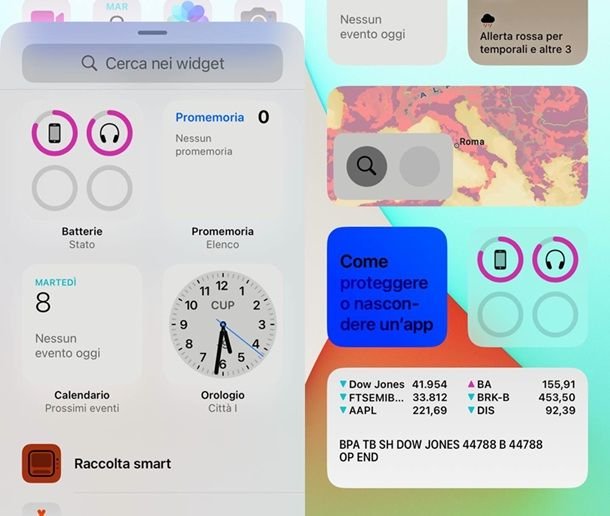 MAR
Cerca nei widget
Promemoria 0
Nessun
promemoria
Batterie
Stato
Promemoria
Elenco
MARTEDÌ
8
Nessun
evento oggi
12
11 1
10 CUP 2
9 3
8 4
7 5
6
Calendario
Prossimi eventi
Orologio
Città I
Raccolta smart
Nessun
evento oggi
Allerta rossa per
temporali e altre 3
Roma
Come
proteggere
o nascon-
dere un'app
Dow Jones 41.954
FTSEMIB... 33.812
AAPL 221,69
BA 155,91
BRK-B 453,50
DIS 92,39
BPA TB SH DOW JONES 44788 B 44788
OP END